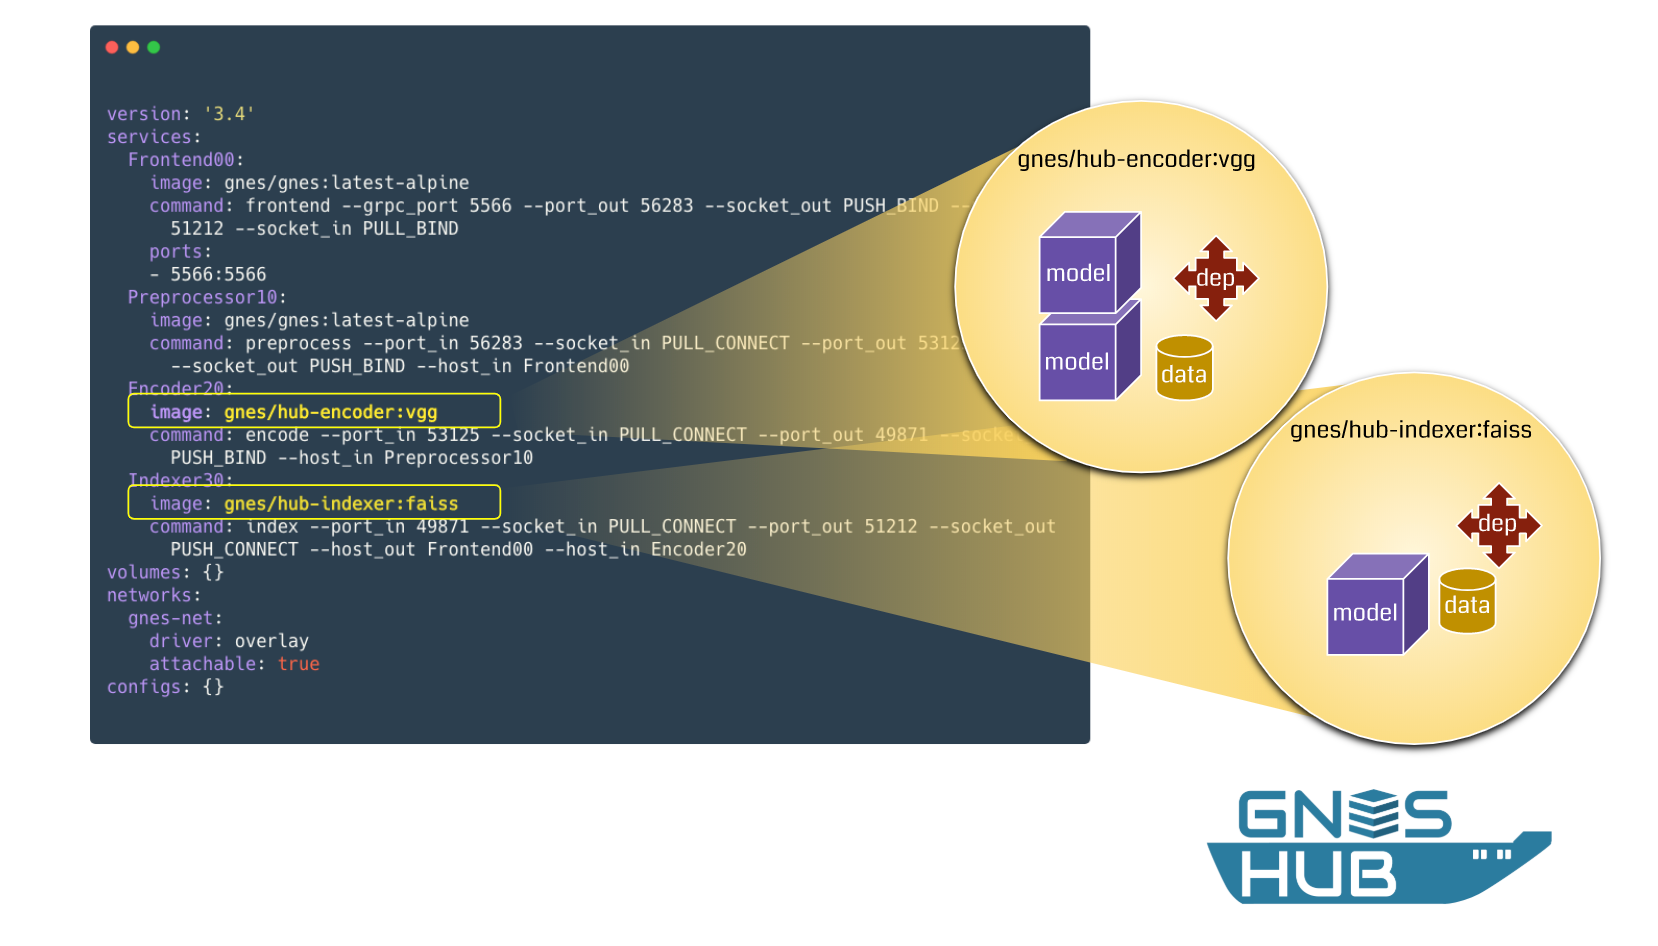 version: '3.4'
services:
Frontend00:
image: gnes/gnes:latest-alpine
command: frontend --grpc_port 5566 --port_out 56283 --socket_out PUSH_BIND --
51212 --socket_in PULL_BIND
ports:
- 5566:5566
Preprocessor10:
image: gnes/gnes:latest-alpine
command: preprocess --port_in 56283 --socket_in PULL_CONNECT --port_out 5312
--socket_out PUSH_BIND --host_in Frontend00
Encoder20:
image: gnes/hub-encoder:vgg
command: encode --port_in 53125 --socket_in PULL_CONNECT --port_out 49871 --socke
PUSH_BIND --host_in Preprocessor10
Indexer30:
image: gnes/hub-indexer:faiss
command: index --port_in 49871 --socket_in PULL_CONNECT --port_out 51212 --socket_out
PUSH_CONNECT --host_out Frontend00 --host_in Encoder20
volumes: {}
networks:
gnes-net:
driver: overlay
attachable: true
configs: {}
gnes/hub-encoder:vgg
model
dep
model
data
gnes/hub-indexer:faiss
dep
model
data
GNES
HUB